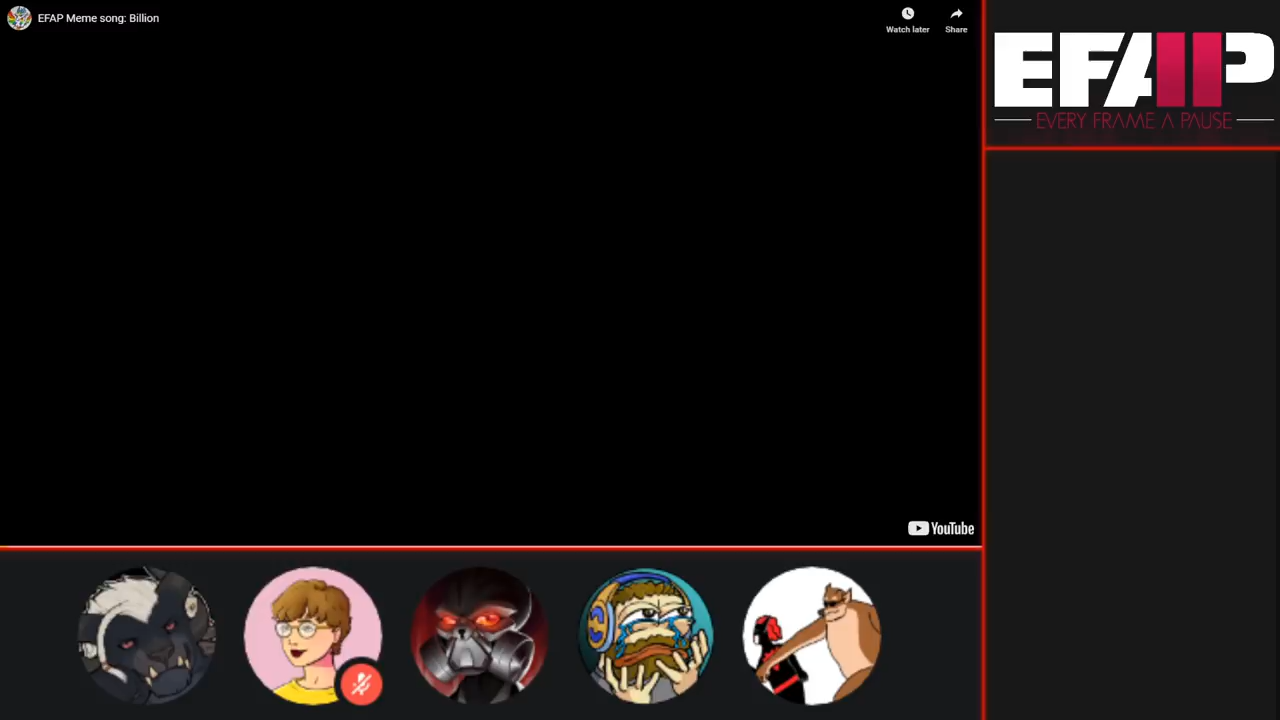 EFAP Meme song: Billion
Watch later
Share
EFAP
EVERY FRAME A PAUSE
YouTube